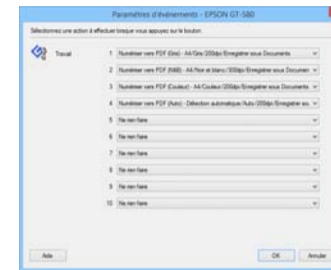 Paramètres d'événements - EPSON GT-S80
Sélectionnez une action à effectuer lorsque vous appuyez sur le bouton.
Travail
1 Numériser vers PDF (Gris) - A4/Gris/200dpi/Enregistrer sous Documents
2 Numériser vers PDF (N&B) - A4/Noir et blanc/200dpi/Enregistrer sous Documen
3 Numériser vers PDF (Couleur) - A4/Couleur/200dpi/Enregistrer sous Documents
4 Numériser vers PDF (Auto) - Détection automatique/Auto/200dpi/Enregistrer sou
5 Ne rien faire
6 Ne rien faire
7 Ne rien faire
8 Ne rien faire
9 Ne rien faire
10 Ne rien faire
Aide OK Annuler